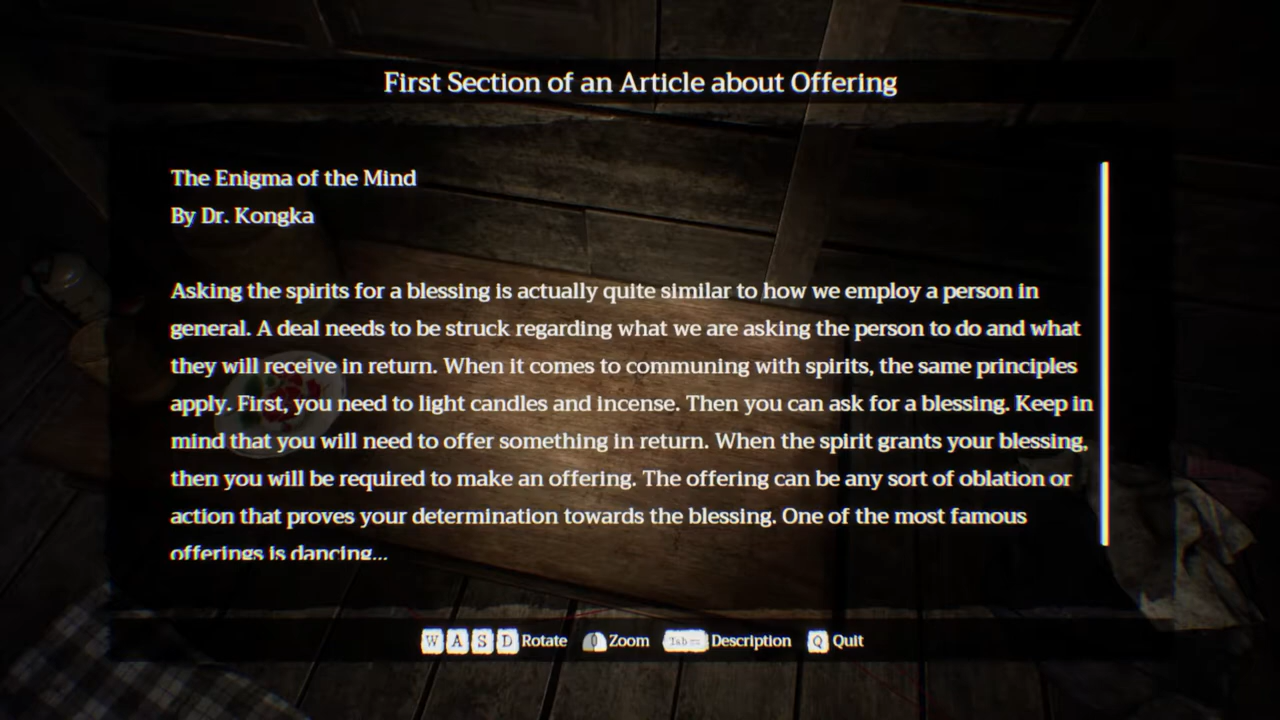 First Section of an Article about Offering
The Enigma of the Mind
By Dr. Kongka
Asking the spirits for a blessing is actually quite similar to how we employ a person in
general. A deal needs to be struck regarding what we are asking the person to do and what
they will receive in return. When it comes to communing with spirits, the same principles
apply. First, you need to light candles and incense. Then you can ask for a blessing. Keep in
mind that you will need to offer something in return. When the spirit grants your blessing,
then you will be required to make an offering. The offering can be any sort of oblation or
action that proves your determination towards the blessing. One of the most famous
offerings is dancing...
W A S D Rotate Zoom Tab Description Q Quit